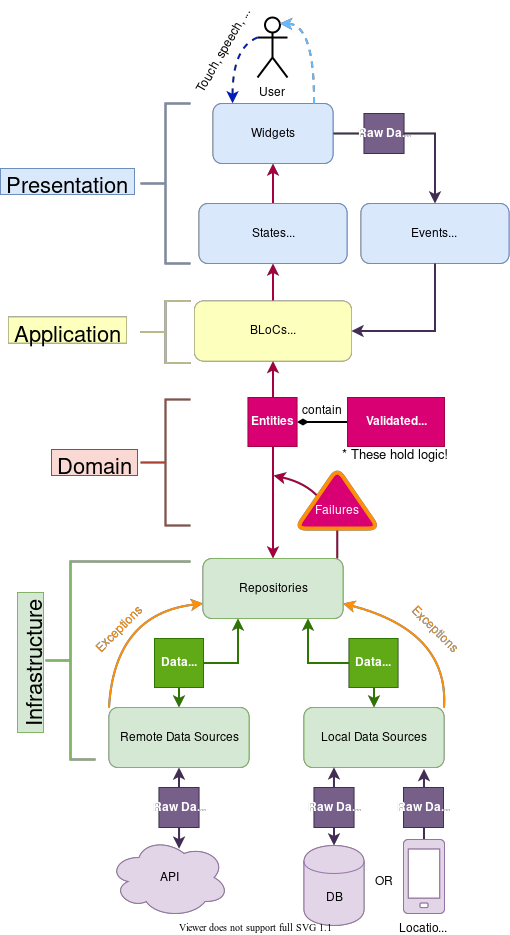 Touch, speech, ...
User
Widgets
Raw Da...
Presentation
States...
Events...
Application
BLoCs...
Entities
contain
Validated...
* These hold logic!
Domain
Failures
Repositories
Exceptions
Exceptions
Infrastructure
Data...
Data...
Remote Data Sources
Local Data Sources
Raw Da...
Raw Da...
Raw Da...
API
DB
OR
Locatio...
Viewer does not support full SVG 1.1